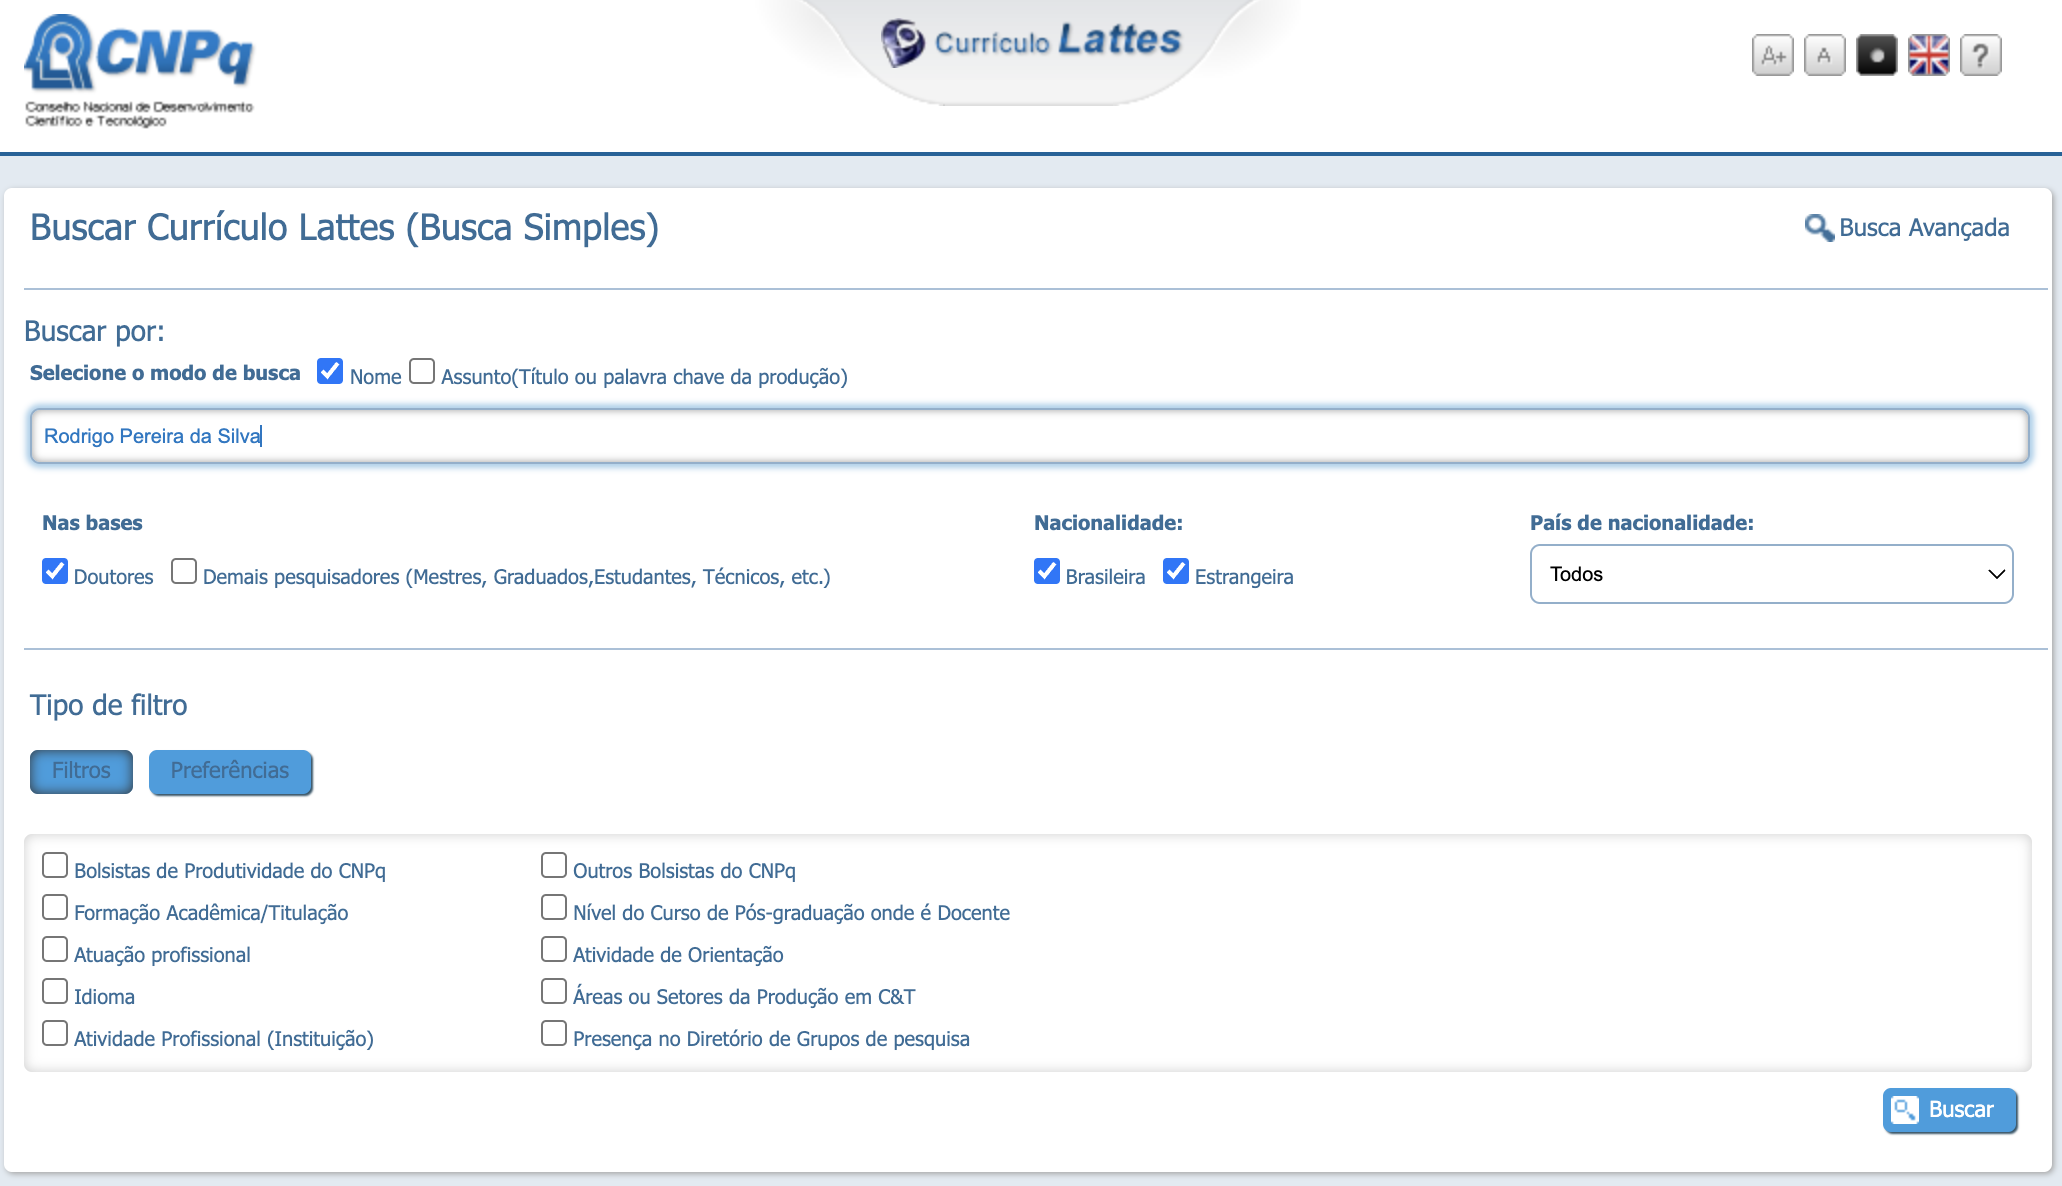 CNPq
Conselho Nacional de Desenvolvimento
Científico e Tecnológico
Currículo Lattes
A+ A ?
Buscar Currículo Lattes (Busca Simples)
Busca Avançada
Buscar por:
Selecione o modo de busca Nome Assunto(Título ou palavra chave da produção)
Rodrigo Pereira da Silva
Nas bases
Doutores Demais pesquisadores (Mestres, Graduados,Estudantes, Técnicos, etc.)
Nacionalidade:
Brasileira Estrangeira
País de nacionalidade:
Todos
Tipo de filtro
Filtros Preferências
Bolsistas de Produtividade do CNPq
Formação Acadêmica/Titulação
Atuação profissional
Idioma
Atividade Profissional (Instituição)
Outros Bolsistas do CNPq
Nível do Curso de Pós-graduação onde é Docente
Atividade de Orientação
Áreas ou Setores da Produção em C&T
Presença no Diretório de Grupos de pesquisa
Buscar